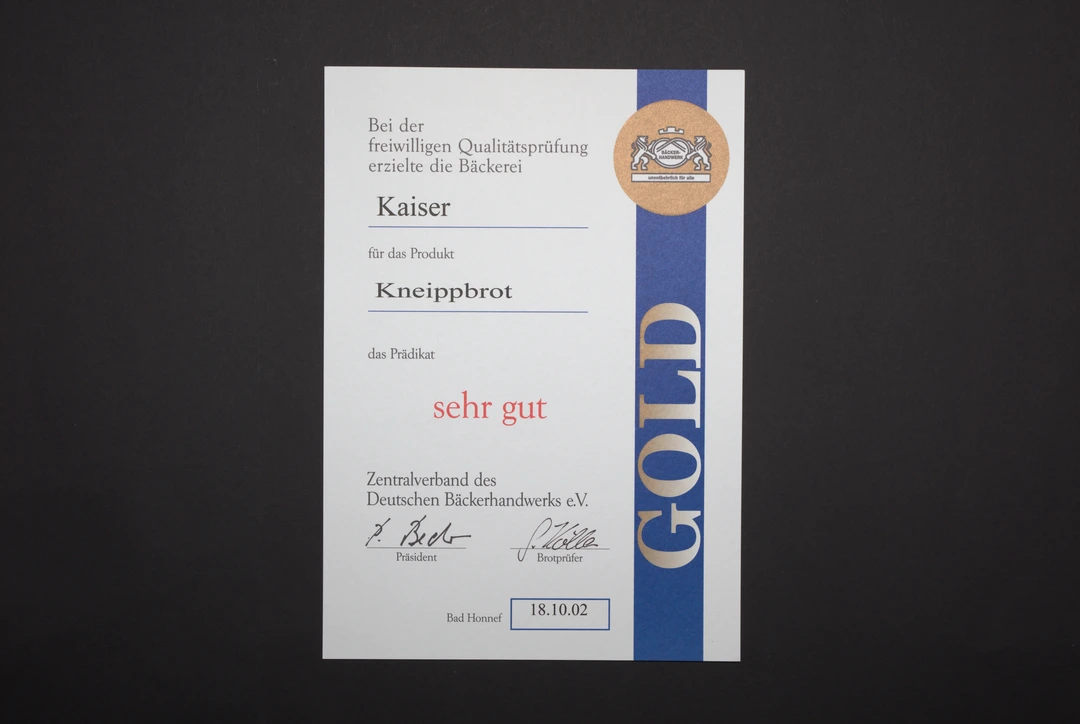 Bei der
freiwilligen Qualitätsprüfung
erzielte die Bäckerei
Kaiser
für das Produkt
Kneippbrot
das Prädikat
sehr gut
Zentralverband des
Deutschen Bäckerhandwerks e.V.
P. Becker
Präsident
Brotprüfer
Bad Honnef
18.10.02
BÄCKER-
HANDWERK
unentbehrlich für alle
GOLD